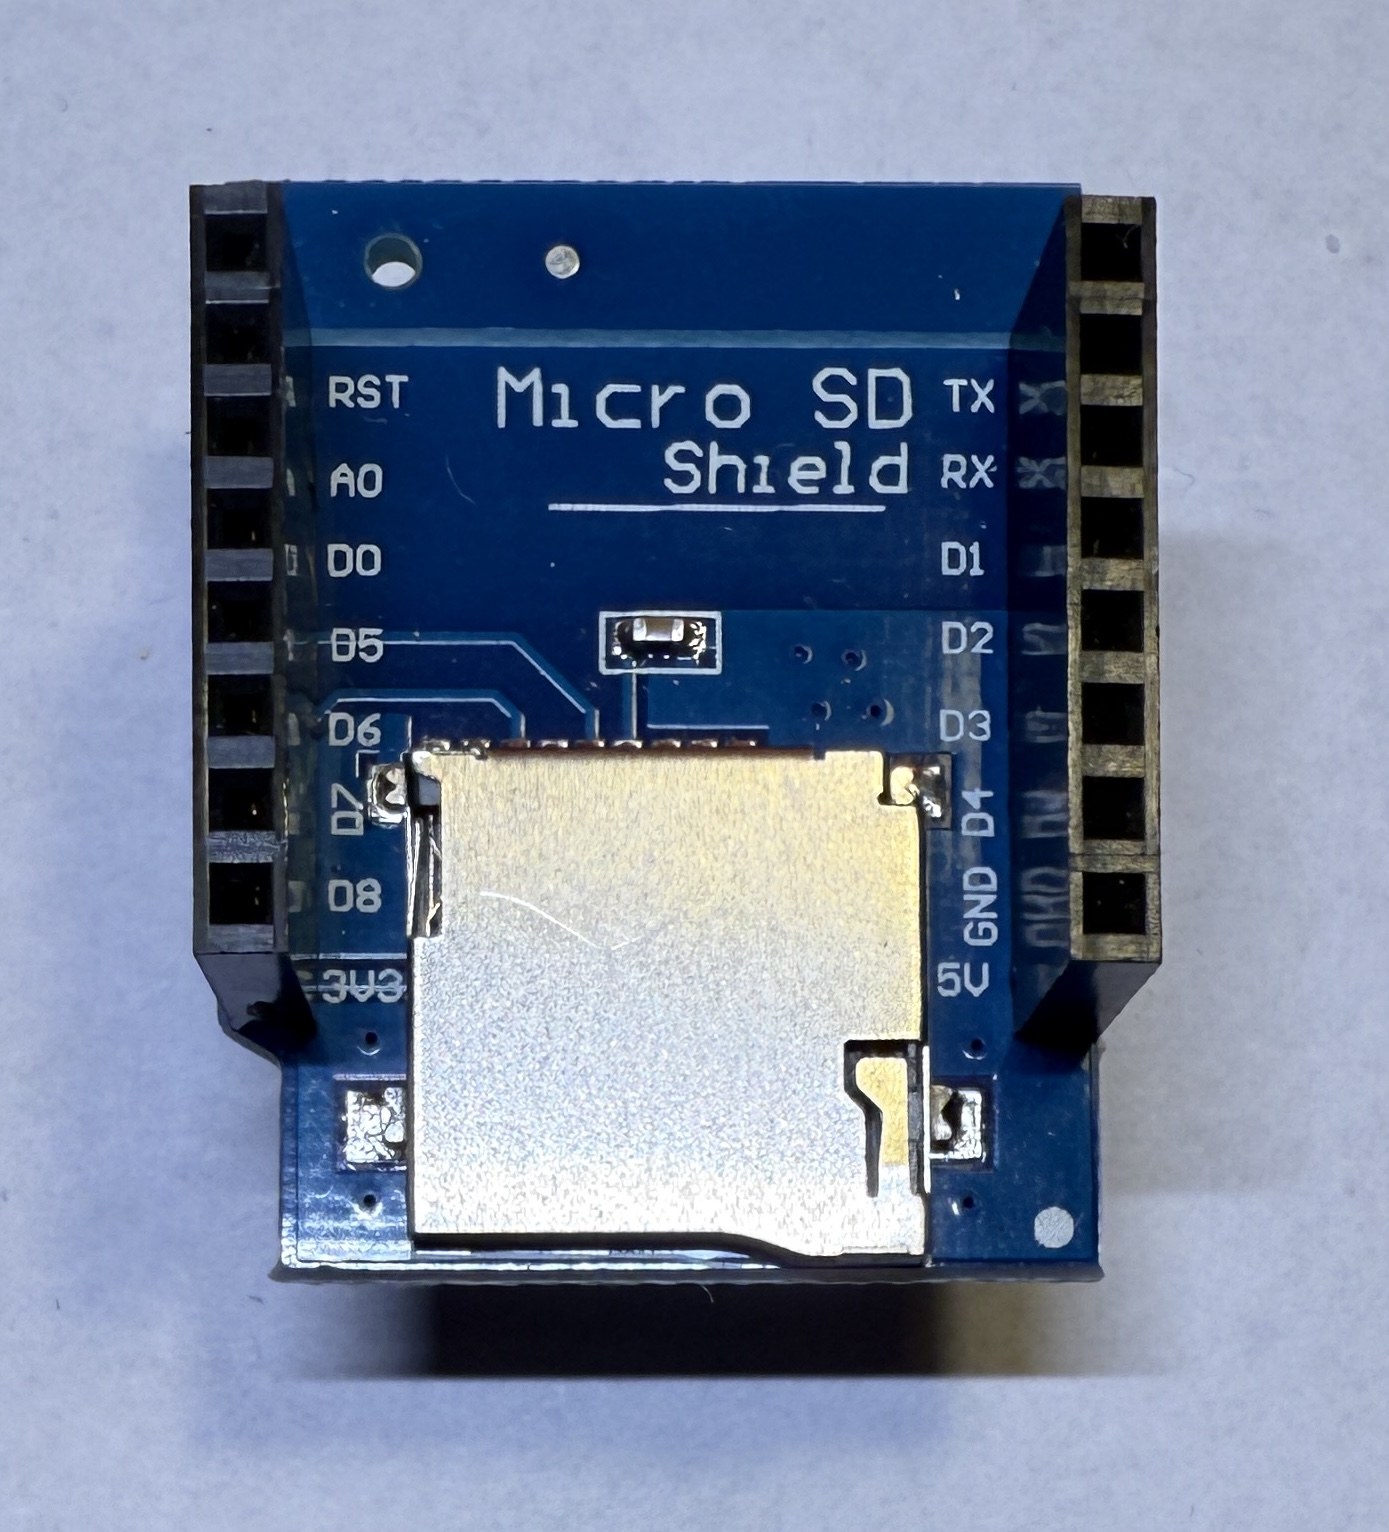 RST
Micro SD
TX
A0
Shield
RX
D0
D1
D5
D2
D6
D3
D7
D4
D8
GND
3V3
5V